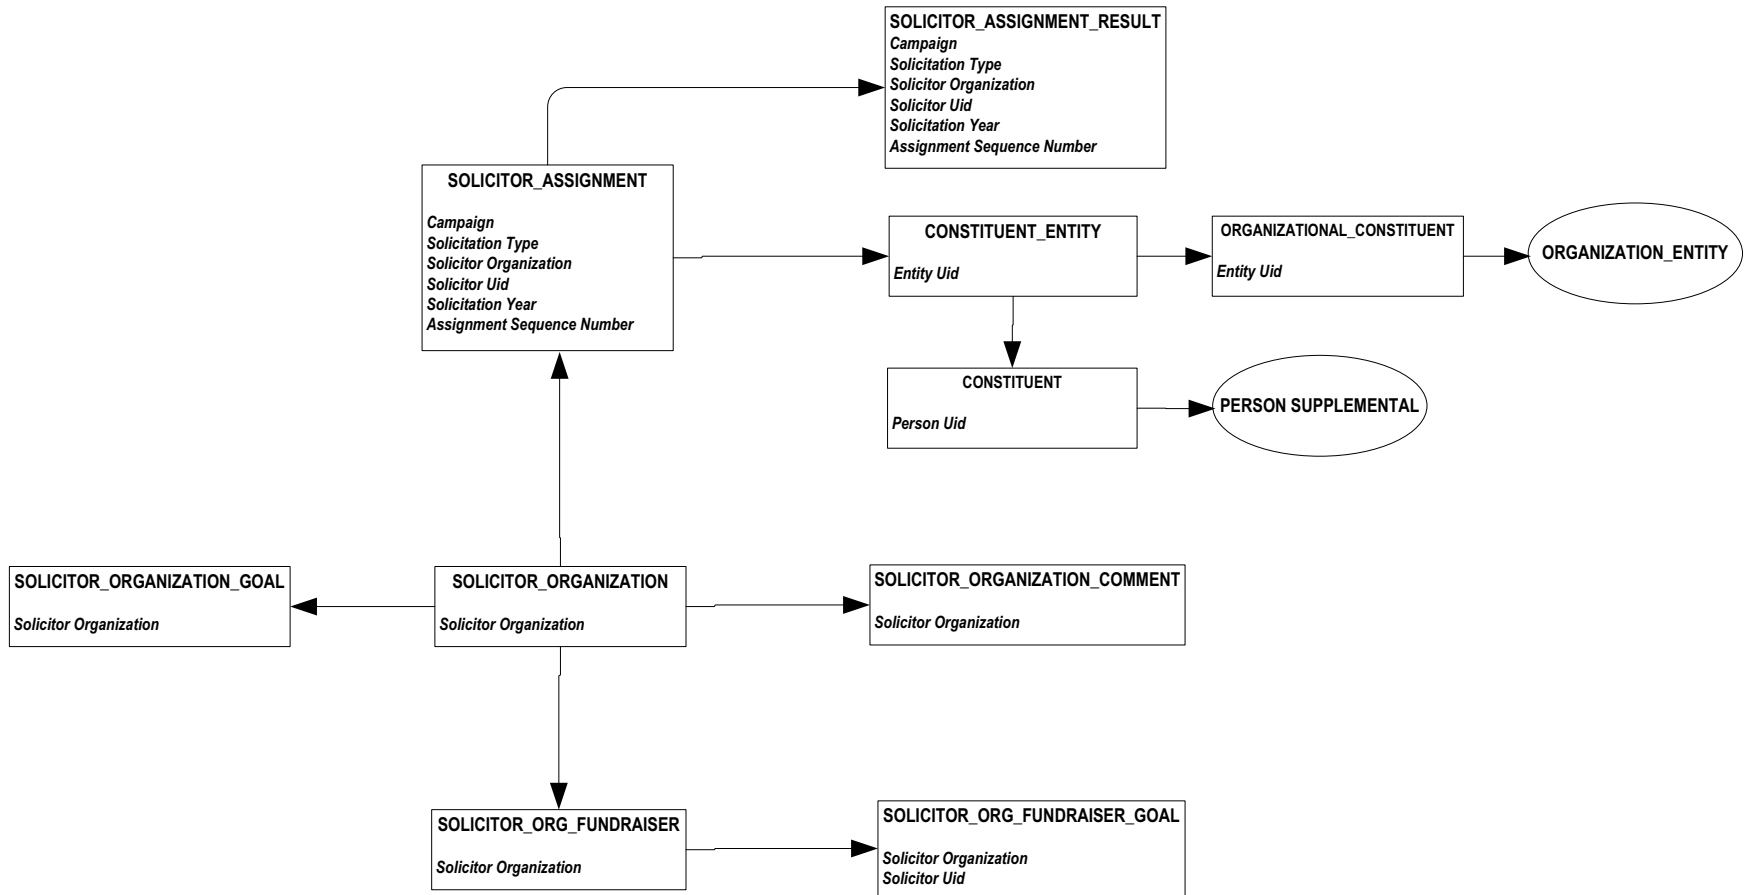 SOLICITOR_ASSIGNMENT_RESULT
Campaign
Solicitation Type
Solicitor Organization
Solicitor Uid
Solicitation Year
Assignment Sequence Number
SOLICITOR_ASSIGNMENT
Campaign
Solicitation Type
Solicitor Organization
Solicitor Uid
Solicitation Year
Assignment Sequence Number
CONSTITUENT_ENTITY
Entity Uid
ORGANIZATIONAL_CONSTITUENT
Entity Uid
ORGANIZATION_ENTITY
CONSTITUENT
Person Uid
PERSON SUPPLEMENTAL
SOLICITOR_ORGANIZATION_GOAL
Solicitor Organization
SOLICITOR_ORGANIZATION
Solicitor Organization
SOLICITOR_ORGANIZATION_COMMENT
Solicitor Organization
SOLICITOR_ORG_FUNDRAISER
Solicitor Organization
SOLICITOR_ORG_FUNDRAISER_GOAL
Solicitor Organization
Solicitor Uid